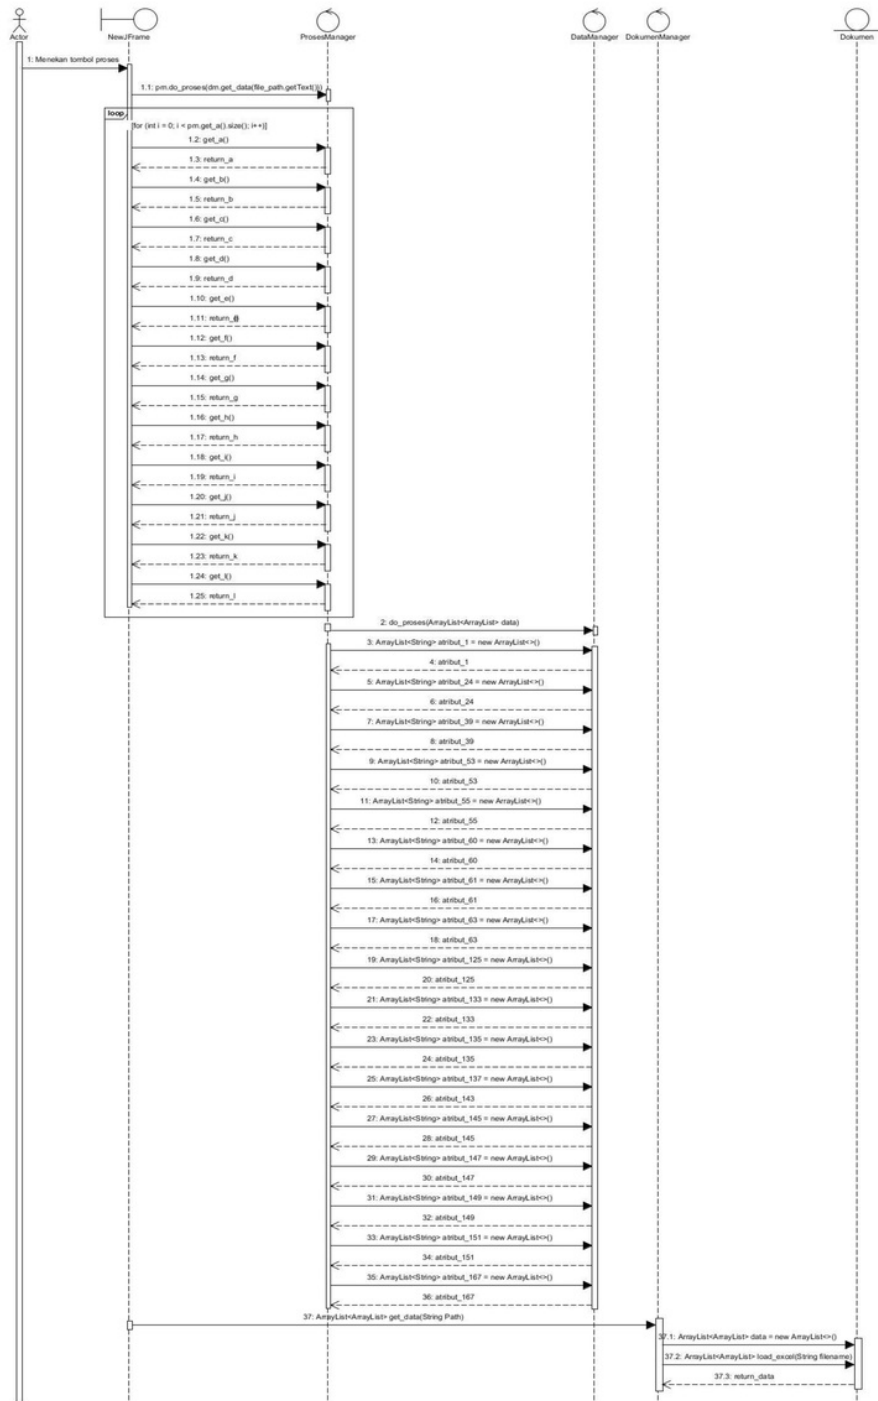 Actor
NewJFrame
ProsesManager
DataManager
DokumenManager
Dokumen
1: Menekan tombol proses
1.1: pm.do_proses(dm.get_data(file_path.getText()))
loop
[for (int i = 0; i < pm.get_a().size(); i++)]
1.2: get_a()
1.3: return_a
1.4: get_b()
1.5: return_b
1.6: get_c()
1.7: return_c
1.8: get_d()
1.9: return_d
1.10: get_e()
1.11: return_e
1.12: get_f()
1.13: return_f
1.14: get_g()
1.15: return_g
1.16: get_h()
1.17: return_h
1.18: get_i()
1.19: return_i
1.20: get_j()
1.21: return_j
1.22: get_k()
1.23: return_k
1.24: get_l()
1.25: return_l
2: do_proses(ArrayList<ArrayList> data)
3: ArrayList<String> atribut_1 = new ArrayList<>()
4: atribut_1
5: ArrayList<String> atribut_24 = new ArrayList<>()
6: atribut_24
7: ArrayList<String> atribut_39 = new ArrayList<>()
8: atribut_39
9: ArrayList<String> atribut_53 = new ArrayList<>()
10: atribut_53
11: ArrayList<String> atribut_55 = new ArrayList<>()
12: atribut_55
13: ArrayList<String> atribut_60 = new ArrayList<>()
14: atribut_60
15: ArrayList<String> atribut_61 = new ArrayList<>()
16: atribut_61
17: ArrayList<String> atribut_63 = new ArrayList<>()
18: atribut_63
19: ArrayList<String> atribut_125 = new ArrayList<>()
20: atribut_125
21: ArrayList<String> atribut_133 = new ArrayList<>()
22: atribut_133
23: ArrayList<String> atribut_135 = new ArrayList<>()
24: atribut_135
25: ArrayList<String> atribut_137 = new ArrayList<>()
26: atribut_143
27: ArrayList<String> atribut_145 = new ArrayList<>()
28: atribut_145
29: ArrayList<String> atribut_147 = new ArrayList<>()
30: atribut_147
31: ArrayList<String> atribut_149 = new ArrayList<>()
32: atribut_149
33: ArrayList<String> atribut_151 = new ArrayList<>()
34: atribut_151
35: ArrayList<String> atribut_167 = new ArrayList<>()
36: atribut_167
37: ArrayList<ArrayList> get_data(String Path)
37.1: ArrayList<ArrayList> data = new ArrayList<>()
37.2: ArrayList<ArrayList> load_excel(String filename)
37.3: return_data